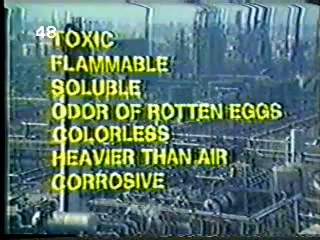 48
TOXIC
FLAMMABLE
SOLUBLE
ODOR OF ROTTEN EGGS
COLORLESS
HEAVIER THAN AIR
CORROSIVE